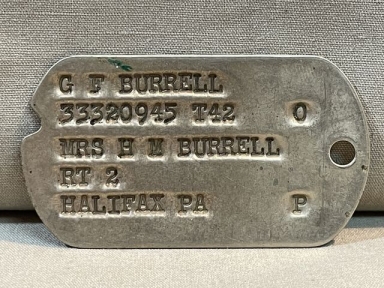 G F BURRELL
33320945 T42 O
MRS H M BURRELL
RT 2
HALIFAX PA P